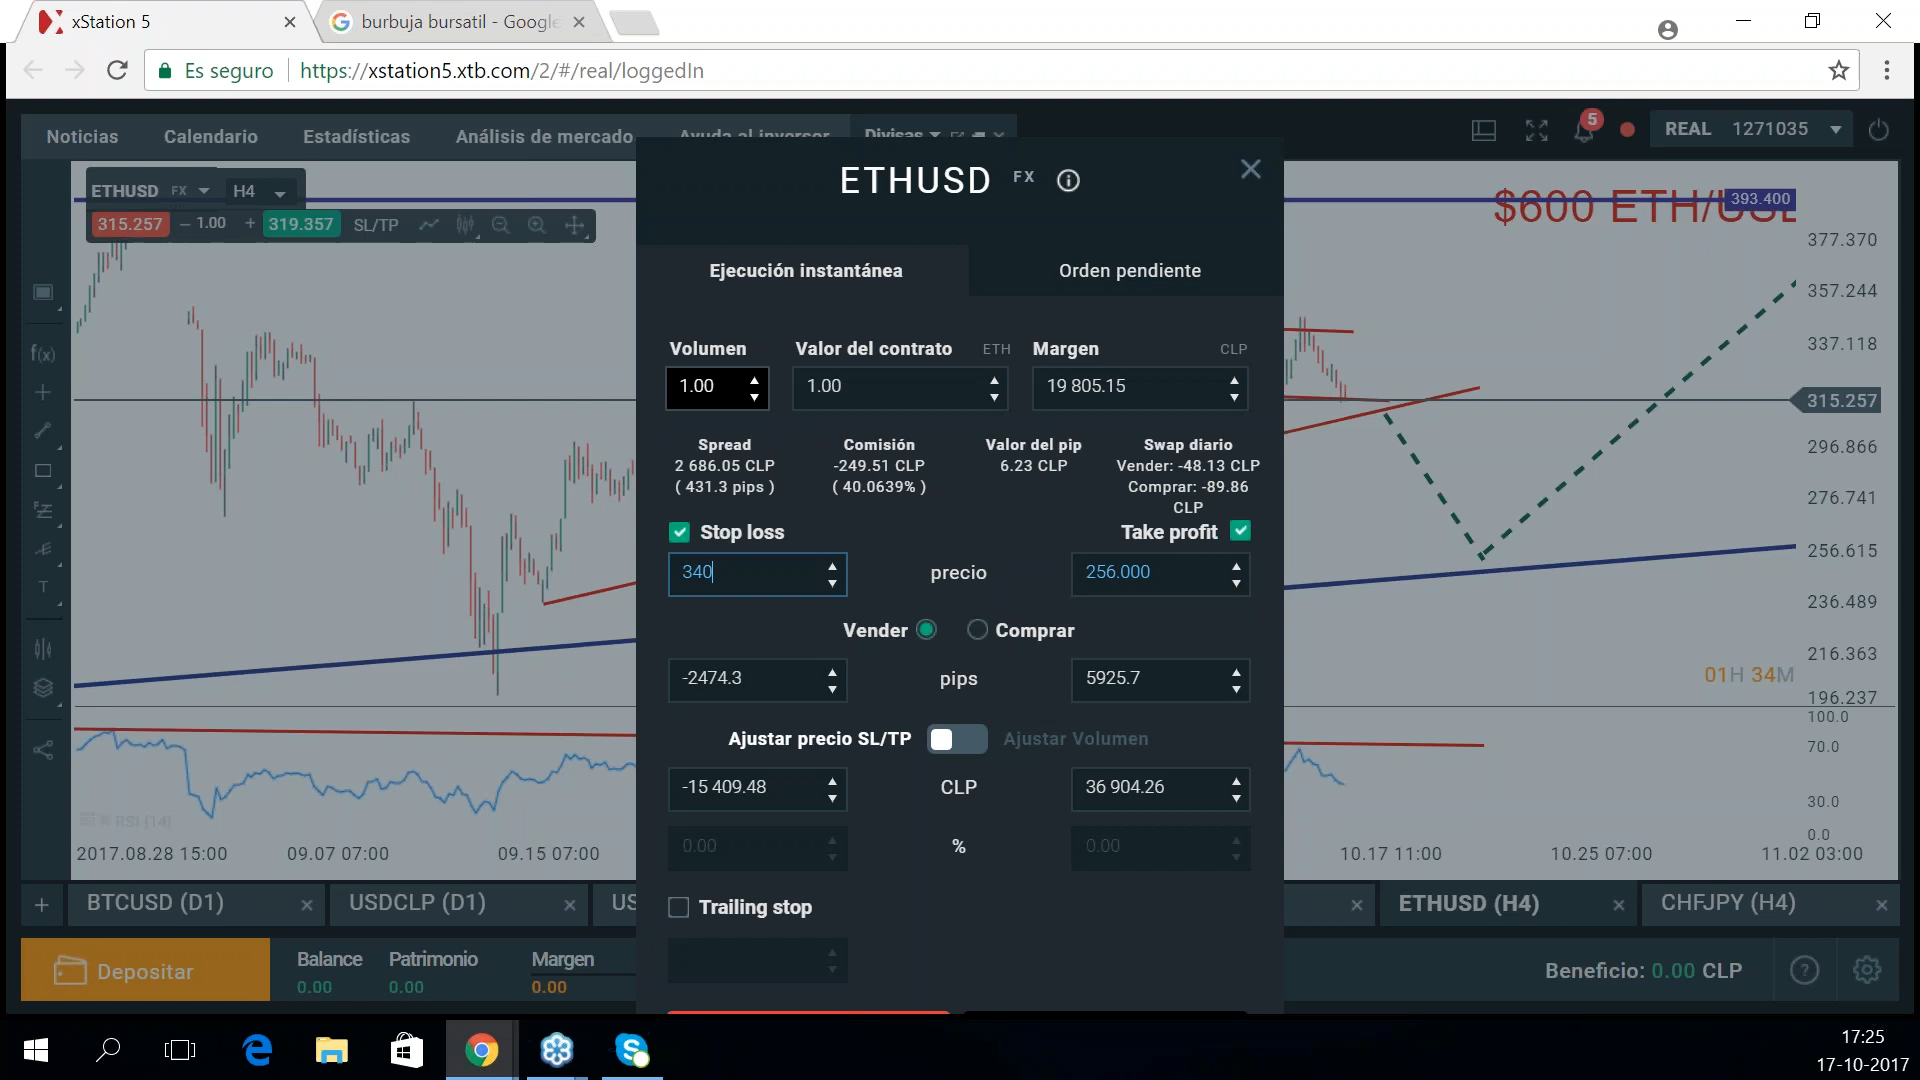 xStation 5
burbuja bursatil - Google
Es seguro
https://xstation5.xtb.com/2/#/real/loggedIn
Noticias
Calendario
Estadísticas
Análisis de mercado
Ayuda al inversor
Divisas
5
REAL 1271035
ETHUSD FX H4
315.257 – 1.00 + 319.357 SL/TP
$600 ETH/USD
393.400
377.370
357.244
337.118
315.257
296.866
276.741
256.615
236.489
216.363
196.237
100.0
70.0
30.0
0.0
01H 34M
ETHUSD FX
Ejecución instantánea
Orden pendiente
Volumen
Valor del contrato ETH
Margen CLP
1.00
1.00
19 805.15
Spread
2 686.05 CLP
( 431.3 pips )
Comisión
-249.51 CLP
( 40.0639% )
Valor del pip
6.23 CLP
Swap diario
Vender: -48.13 CLP
Comprar: -89.86
CLP
Stop loss
Take profit
340
precio
256.000
Vender
Comprar
-2474.3
pips
5925.7
Ajustar precio SL/TP
Ajustar Volumen
-15 409.48
CLP
36 904.26
0.00
%
0.00
Trailing stop
RSI [14]
2017.08.28 15:00
09.07 07:00
09.15 07:00
10.17 11:00
10.25 07:00
11.02 03:00
+
BTCUSD (D1)
USDCLP (D1)
US
ETHUSD (H4)
CHFJPY (H4)
Depositar
Balance
0.00
Patrimonio
0.00
Margen
0.00
Beneficio: 0.00 CLP
17:25
17-10-2017